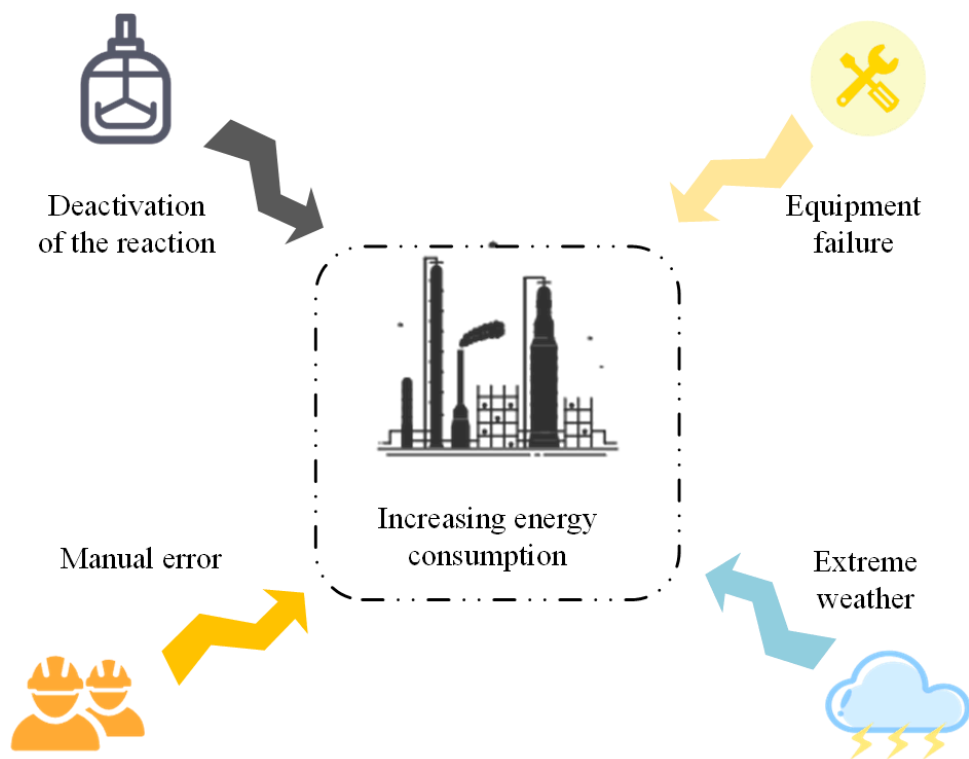 Deactivation
of the reaction
Equipment
failure
Increasing energy
consumption
Manual error
Extreme
weather